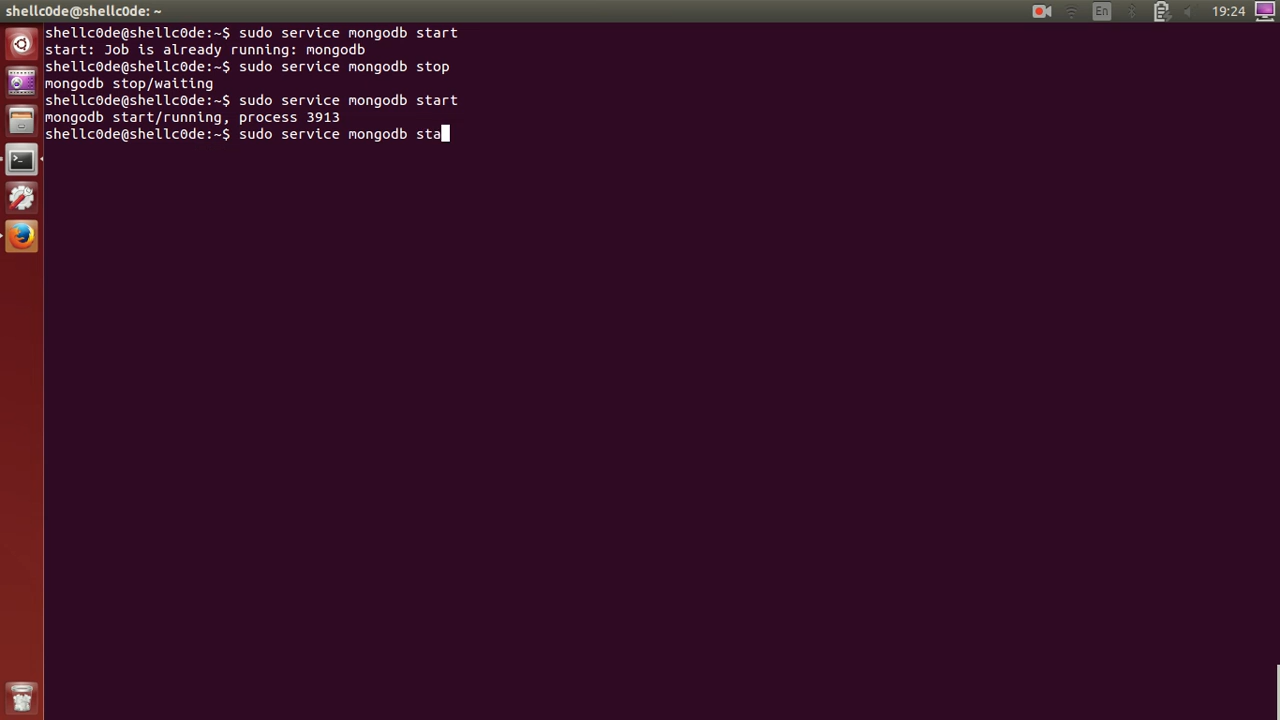 shellc0de@shellc0de: ~
En
19:24
shellc0de@shellc0de:~$ sudo service mongodb start
start: Job is already running: mongodb
shellc0de@shellc0de:~$ sudo service mongodb stop
mongodb stop/waiting
shellc0de@shellc0de:~$ sudo service mongodb start
mongodb start/running, process 3913
shellc0de@shellc0de:~$ sudo service mongodb sta